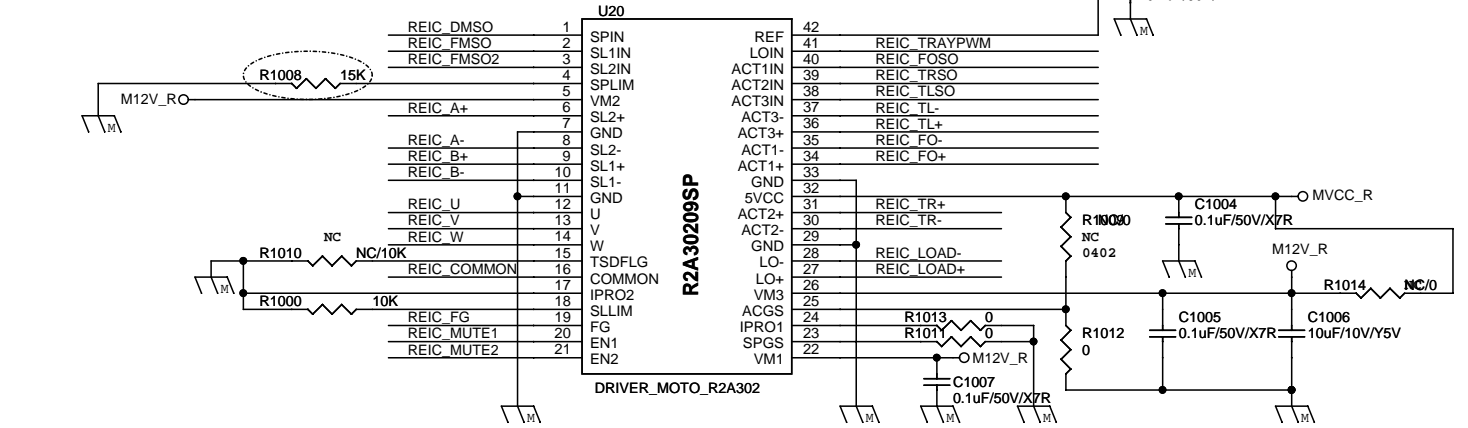 U20
REIC_DMSO 1 SPIN
REIC_FMSO 2 SL1IN
REIC_FMSO2 3 SL2IN
R1008 15K 4 SPLIM
M12V_R 5 VM2
REIC_A+ 6 SL2+
7 GND
REIC_A- 8 SL2-
REIC_B+ 9 SL1+
REIC_B- 10 SL1-
11 GND
REIC_U 12 U
REIC_V 13 V
REIC_W 14 W
NC
R1010 NC/10K 15 TSDFLG
REIC_COMMON 16 COMMON
17 IPRO2
R1000 10K 18 SLLIM
REIC_FG 19 FG
REIC_MUTE1 20 EN1
REIC_MUTE2 21 EN2
R2A30209SP
DRIVER_MOTO_R2A302
REF 42
LOIN 41 REIC_TRAYPWM
ACT1IN 40 REIC_FOSO
ACT2IN 39 REIC_TRSO
ACT3IN 38 REIC_TLSO
ACT3- 37 REIC_TL-
ACT3+ 36 REIC_TL+
ACT1- 35 REIC_FO-
ACT1+ 34 REIC_FO+
GND 33
5VCC 32 MVCC_R
ACT2+ 31 REIC_TR+
ACT2- 30 REIC_TR-
GND 29
LO- 28 REIC_LOAD-
LO+ 27 REIC_LOAD+
VM3 26
ACGS 25
IPRO1 24 R1013 0
SPGS 23 R1011 0
VM1 22 M12V_R
C1007
0.1uF/50V/X7R
NC
0402
R1012
0
C1004
0.1uF/50V/X7R
M12V_R
R1014 NC/0
C1005
0.1uF/50V/X7R
C1006
10uF/10V/Y5V
M
M
M
M
M
M
M
M
M